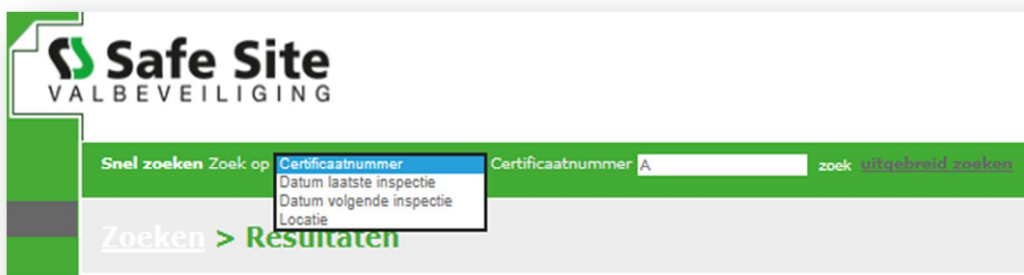 Safe Site
VALBEVEILIGING
Snel zoeken Zoek op Certificaatnummer Certificaatnummer A zoek uitgebreid zoeken
Datum laatste inspectie
Datum volgende inspectie
Locatie
Zoeken > Resultaten